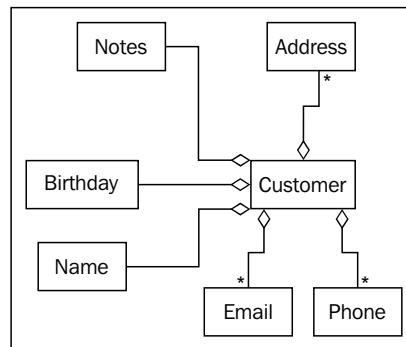 Notes
Address
*
Birthday
Customer
Name
*
*
Email
Phone